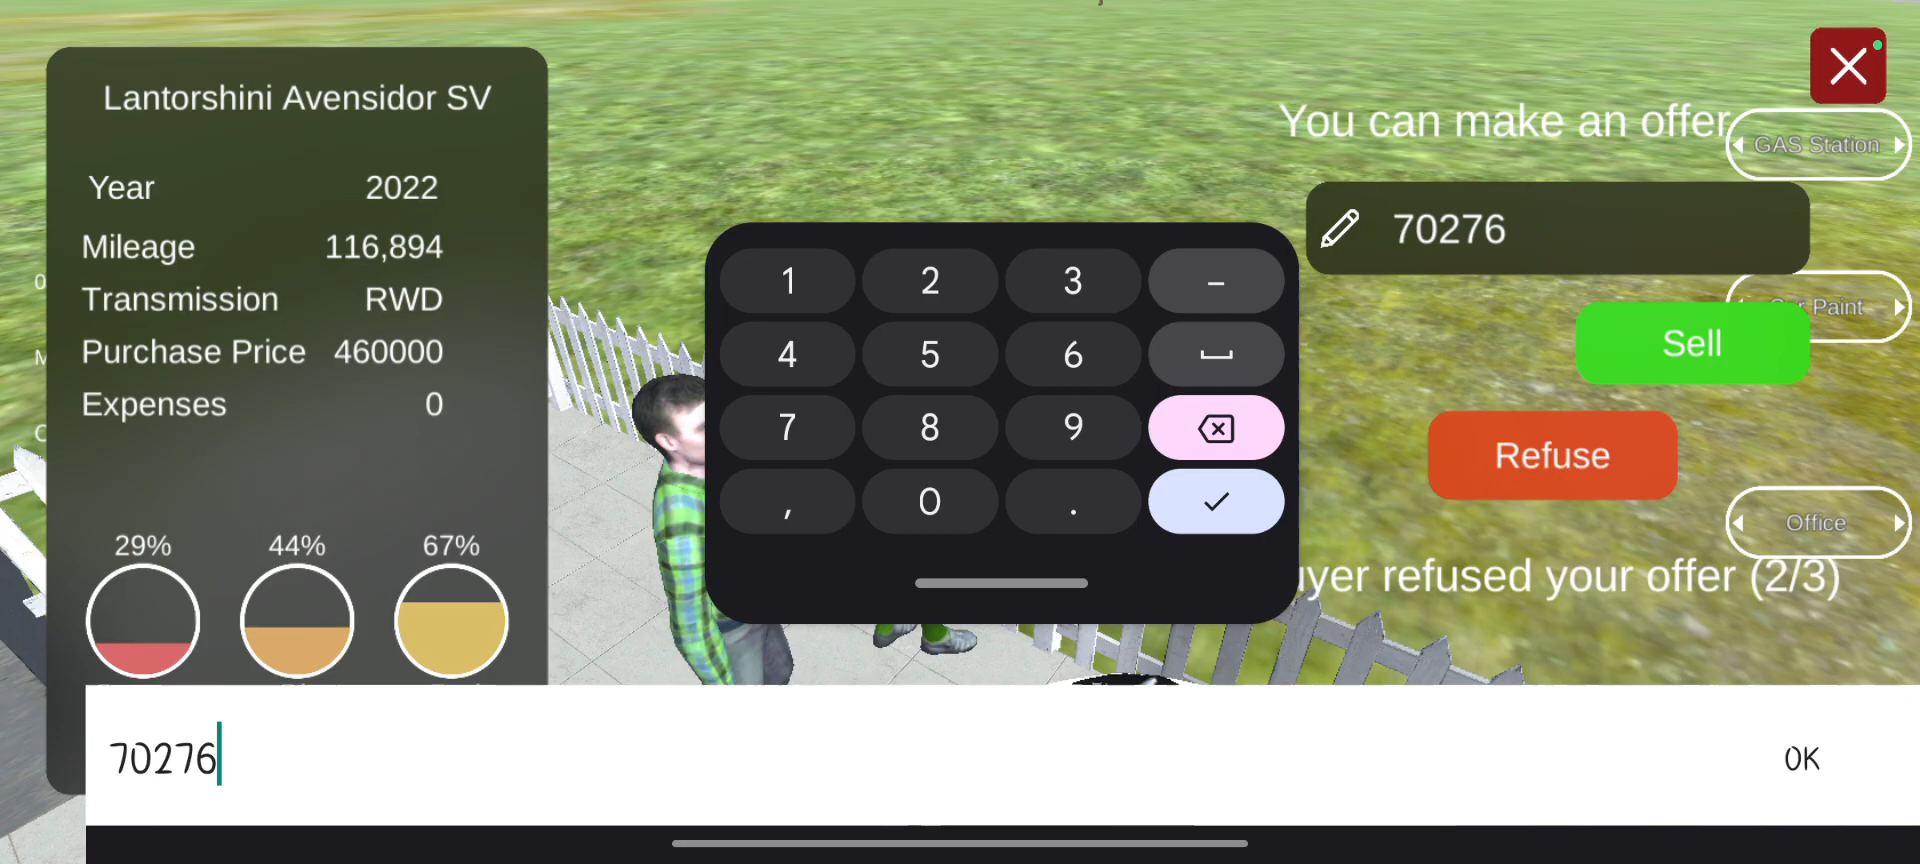 Lantorshini Avensidor SV
Year 2022
Mileage 116,894
Transmission RWD
Purchase Price 460000
Expenses 0
29% 44% 67%
You can make an offer
GAS Station
70276
Paint
Sell
Refuse
Office
refused your offer (2/3)
1 2 3 –
4 5 6
7 8 9
, 0 .
70276
OK